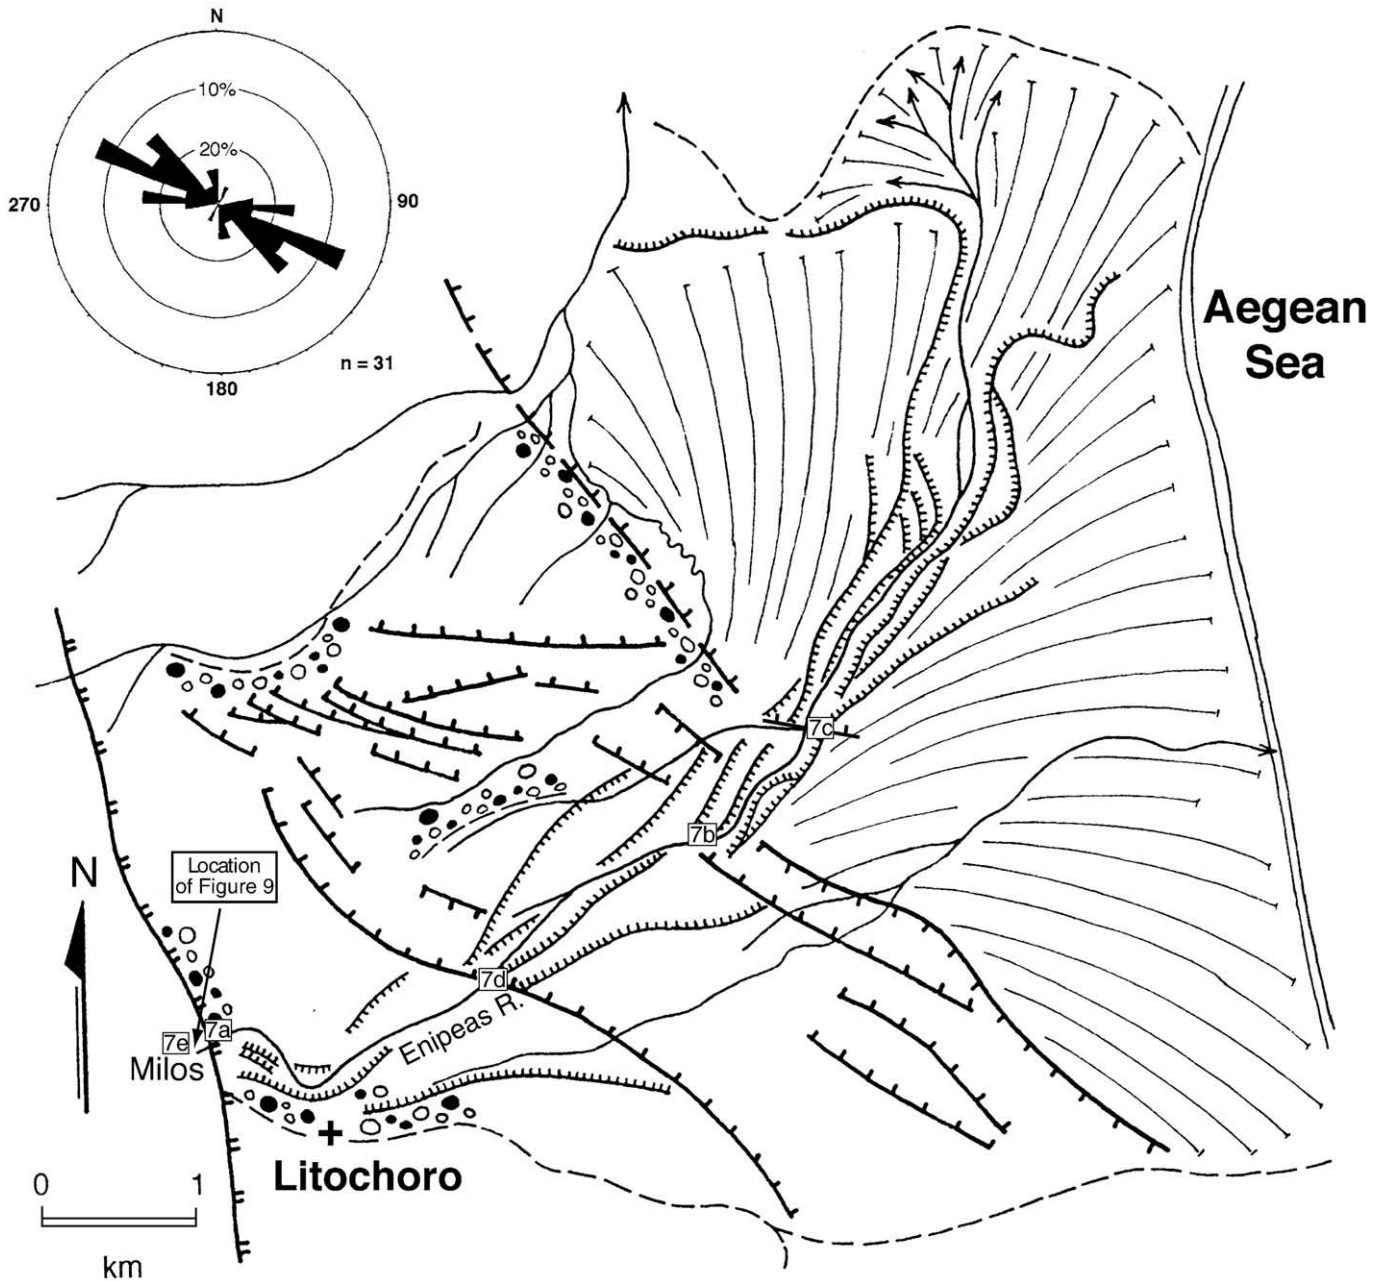 N
10%
20%
270
90
n = 31
180
Aegean
Sea
7c
7b
N
Location
of Figure 9
7d
7a
7e
Milos
Enipeas R.
Litochoro
0
1
km